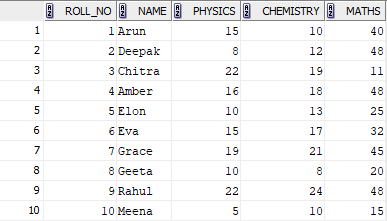 ROLL_NO NAME PHYSICS CHEMISTRY MATHS
1 1 Arun 15 10 40
2 2 Deepak 8 12 48
3 3 Chitra 22 19 11
4 4 Amber 16 18 48
5 5 Elon 10 13 25
6 6 Eva 15 17 32
7 7 Grace 19 21 45
8 8 Geeta 10 8 20
9 9 Rahul 22 24 48
10 10 Meena 5 10 15